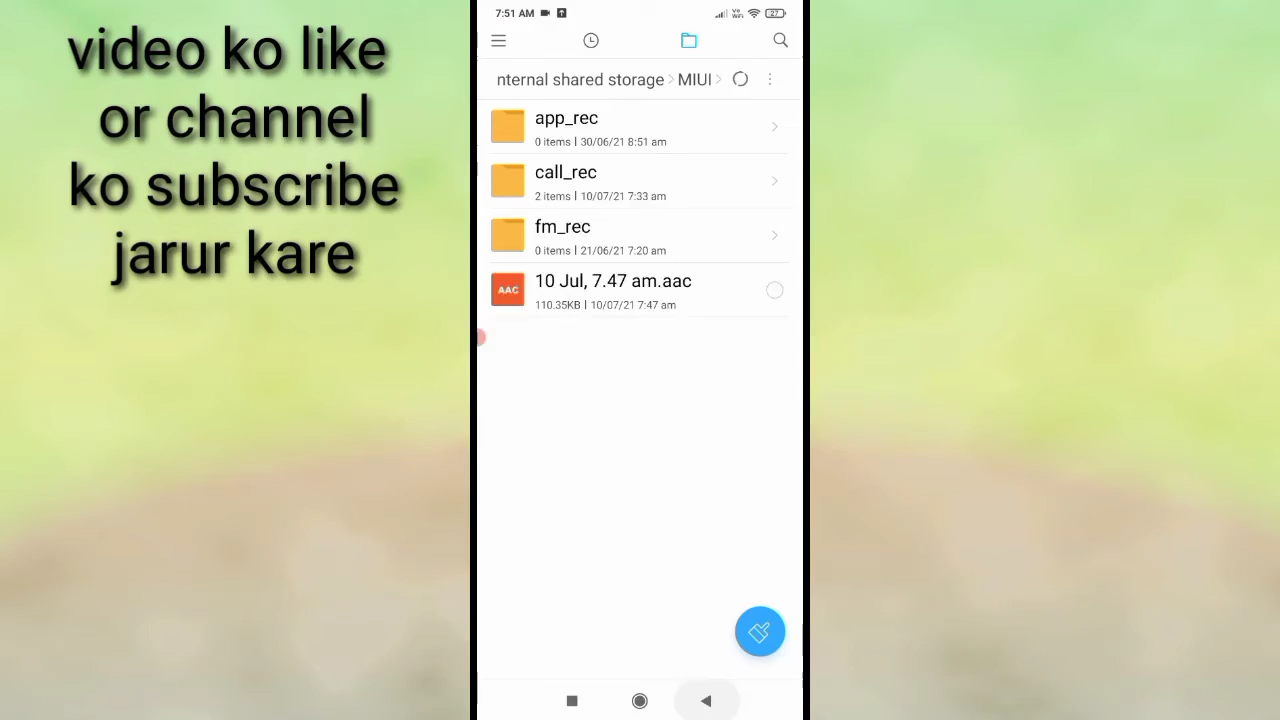 video ko like
or channel
ko subscribe
jarur kare
7:51 AM
Vo
WiFi
27
nternal shared storage
MIUI
app_rec
0 items | 30/06/21 8:51 am
call_rec
2 items | 10/07/21 7:33 am
fm_rec
0 items | 21/06/21 7:20 am
AAC
10 Jul, 7.47 am.aac
110.35KB | 10/07/21 7:47 am